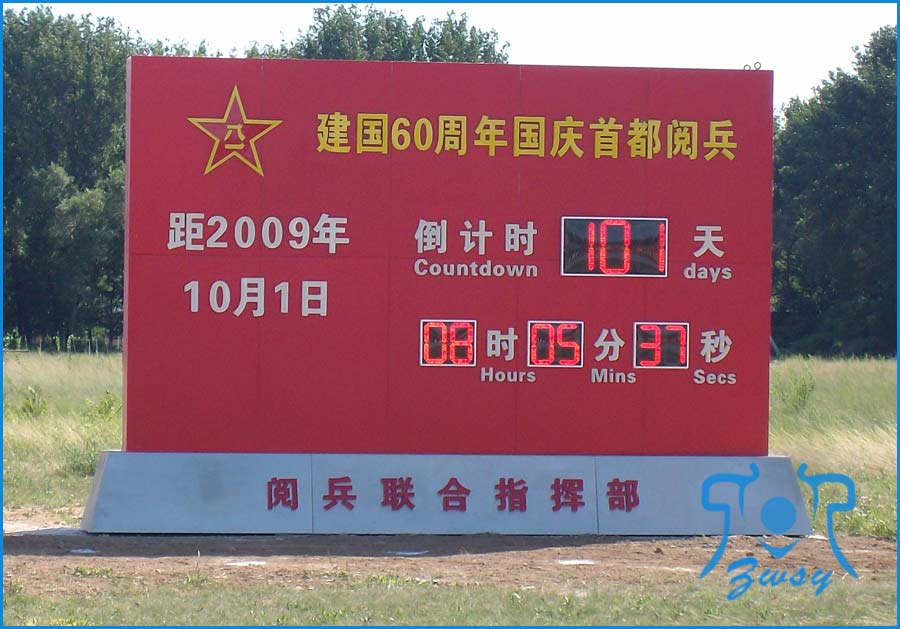 八一
建国60周年国庆首都阅兵
距2009年
10月1日
倒计时 101 天
Countdown days
08 时 05 分 37 秒
Hours Mins Secs
阅兵联合指挥部
Zwsy